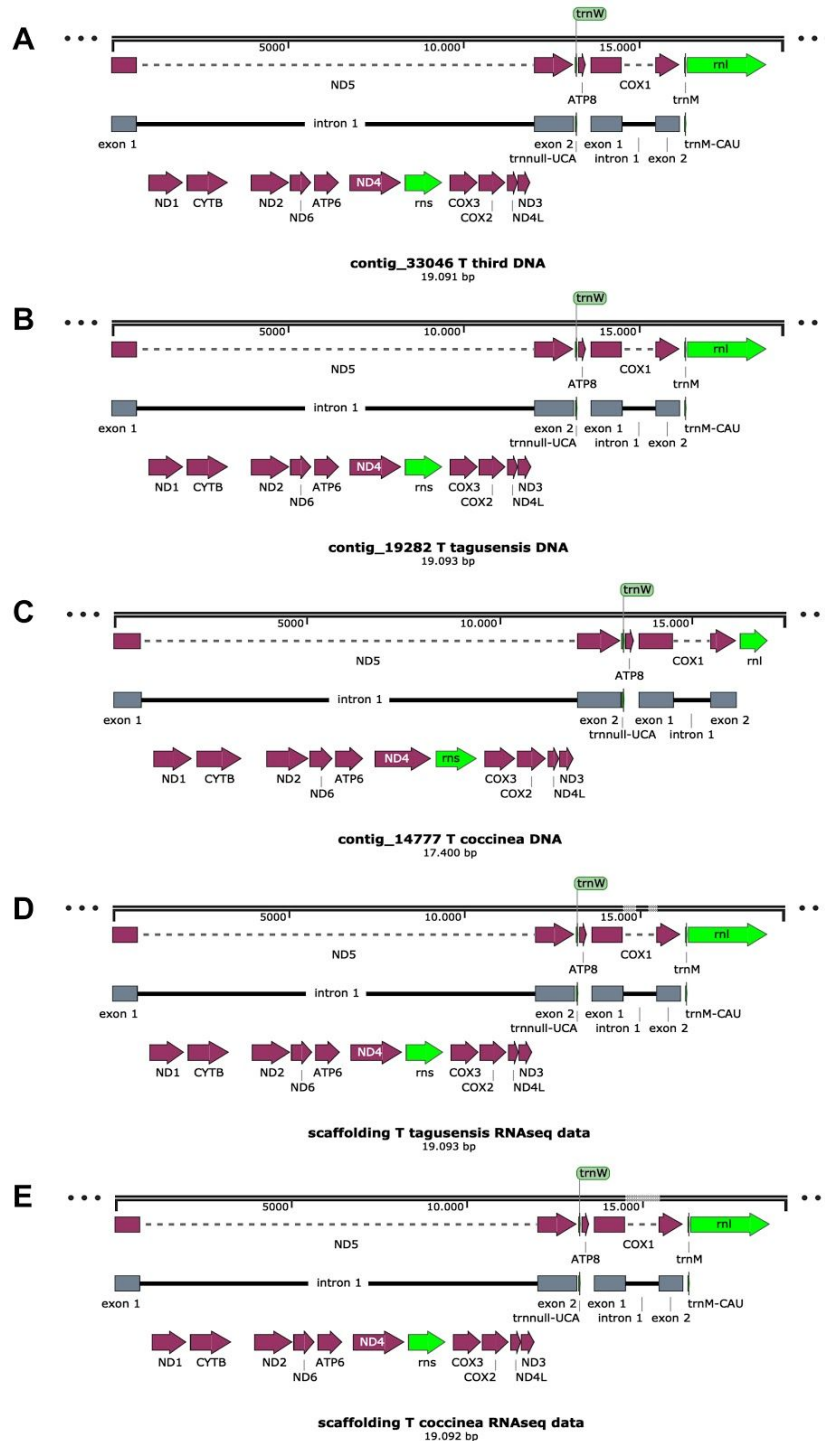 A
trnW
5000 10.000 15.000
rnl
ND5 COX1
ATP8 trnM
intron 1
exon 1 exon 2 exon 1 trnM-CAU
trnnull-UCA intron 1 exon 2
ND4
ND1 CYTB ND2 ATP6 rns COX3 ND3
ND6 COX2 ND4L
contig_33046 T third DNA
19.091 bp
B
trnW
5000 10.000 15.000
rnl
ND5 COX1
ATP8 trnM
intron 1
exon 1 exon 2 exon 1 trnM-CAU
trnnull-UCA intron 1 exon 2
ND4
ND1 CYTB ND2 ATP6 rns COX3 ND3
ND6 COX2 ND4L
contig_19282 T tagusensis DNA
19.093 bp
C
trnW
5000 10.000 15.000
ND5 COX1 rnl
ATP8
intron 1
exon 1 exon 2 exon 1 exon 2
trnnull-UCA intron 1
ND4 rns
ND1 CYTB ND2 ATP6 COX3 ND3
ND6 COX2 ND4L
contig_14777 T coccinea DNA
17.400 bp
D
trnW
5000 10.000 15.000
rnl
ND5 COX1
ATP8 trnM
intron 1
exon 1 exon 2 exon 1 trnM-CAU
trnnull-UCA intron 1 exon 2
ND4
ND1 CYTB ND2 ATP6 rns COX3 ND3
ND6 COX2 ND4L
scaffolding T tagusensis RNAseq data
19.093 bp
E
trnW
5000 10.000 15.000
rnl
ND5 COX1
ATP8 trnM
intron 1
exon 1 exon 2 exon 1 trnM-CAU
trnnull-UCA intron 1 exon 2
ND4
ND1 CYTB ND2 ATP6 rns COX3 ND3
ND6 COX2 ND4L
scaffolding T coccinea RNAseq data
19.092 bp